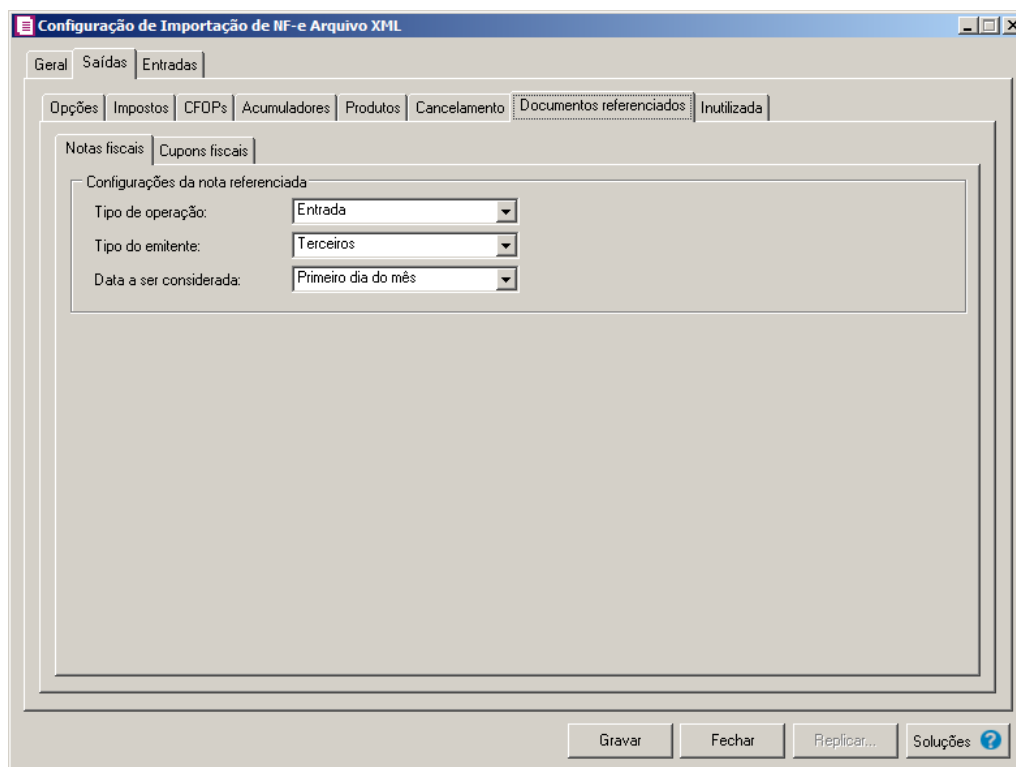 Configuração de Importação de NF-e Arquivo XML
Geral Saídas Entradas
Opções Impostos CFOPs Acumuladores Produtos Cancelamento Documentos referenciados Inutilizada
Notas fiscais Cupons fiscais
Configurações da nota referenciada
Tipo de operação: Entrada
Tipo do emitente: Terceiros
Data a ser considerada: Primeiro dia do mês
Gravar Fechar Replicar... Soluções ?